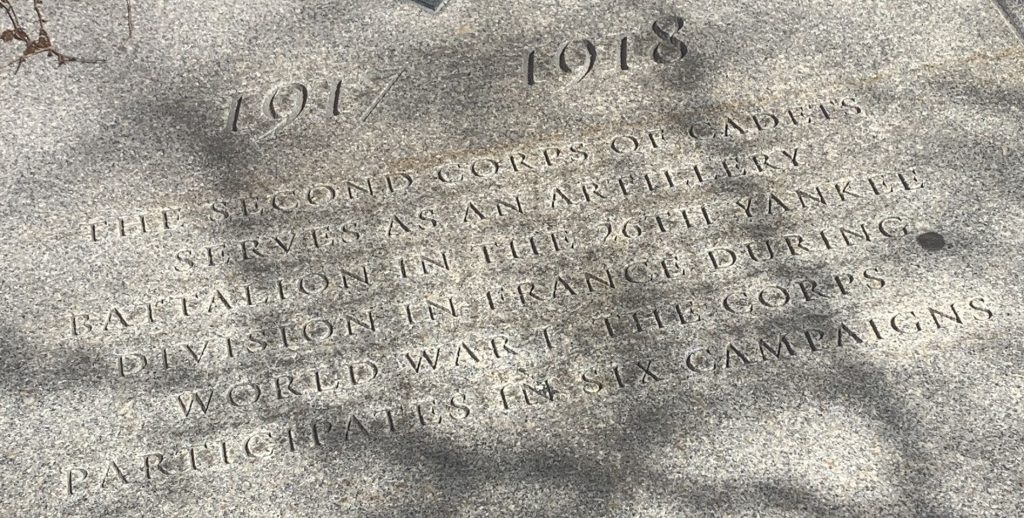 1917 1918
THE SECOND CORPS OF CADETS
SERVES AS AN ARTILLERY
BATTALION IN THE 26TH YANKEE
DIVISION IN FRANCE DURING
WORLD WAR I. THE CORPS
PARTICIPATES IN SIX CAMPAIGNS.